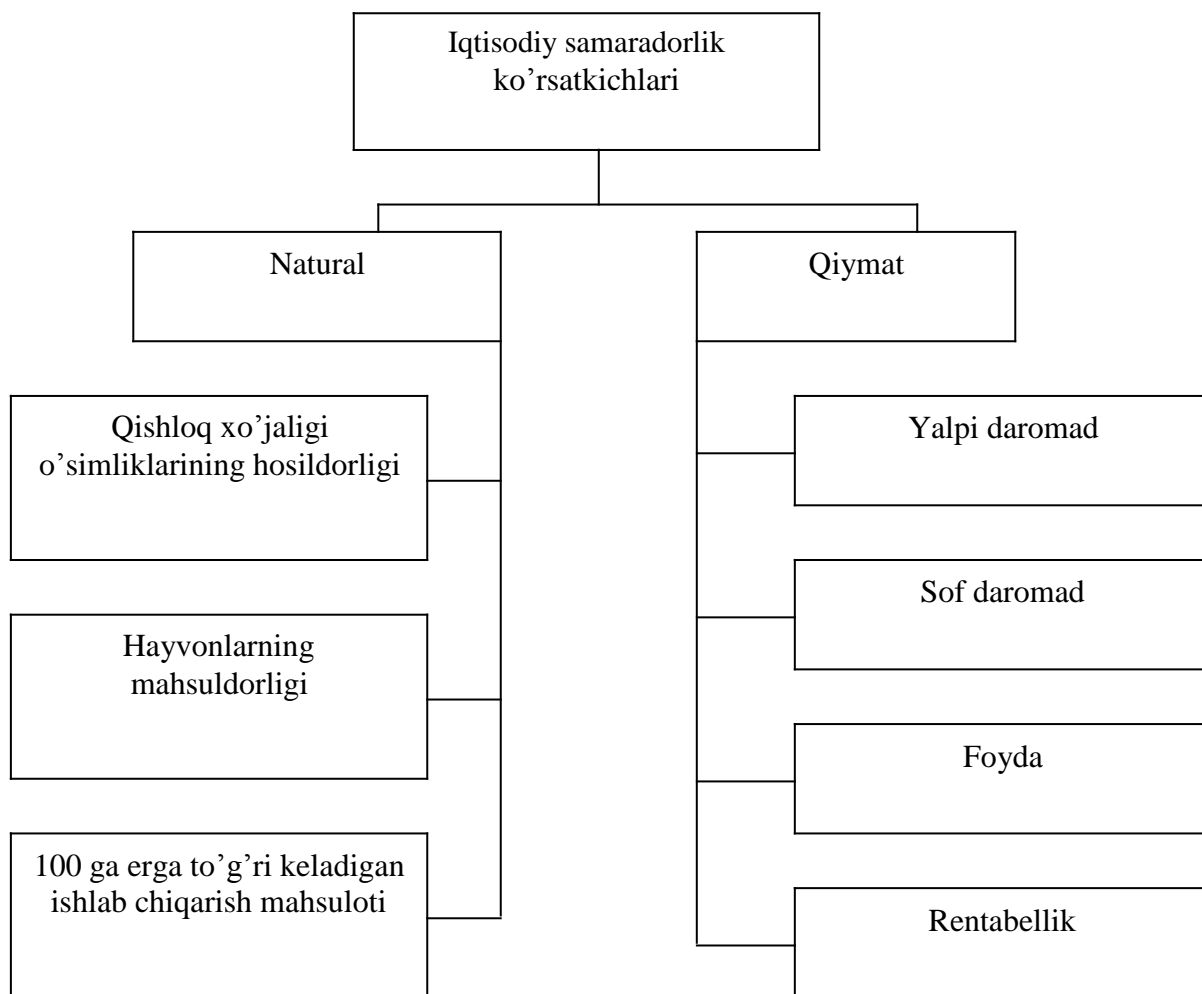 Iqtisodiy samaradorlik
ko’rsatkichlari
Natural
Qiymat
Qishloq xo’jaligi
o’simliklarining hosildorligi
Hayvonlarning
mahsuldorligi
100 ga erga to’g’ri keladigan
ishlab chiqarish mahsuloti
Yalpi daromad
Sof daromad
Foyda
Rentabellik